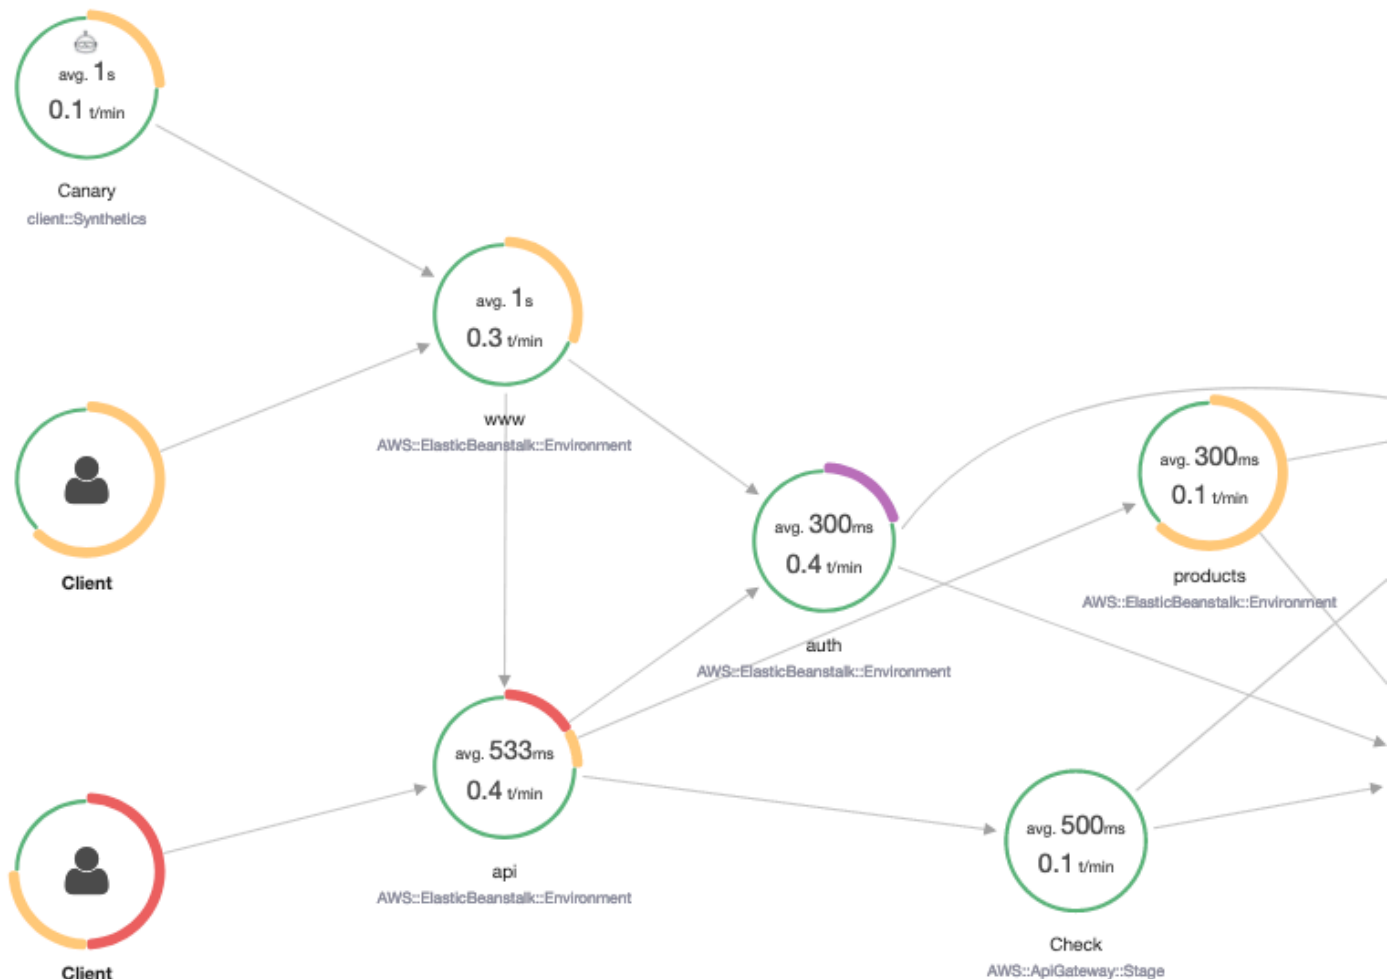 avg. 1s
0.1 t/min
Canary
client::Synthetics
avg. 1s
0.3 t/min
www
AWS::ElasticBeanstalk::Environment
Client
avg. 300ms
0.4 t/min
auth
AWS::ElasticBeanstalk::Environment
avg. 300ms
0.1 t/min
products
AWS::ElasticBeanstalk::Environment
avg. 533ms
0.4 t/min
api
AWS::ElasticBeanstalk::Environment
avg. 500ms
0.1 t/min
Check
AWS::ApiGateway::Stage
Client